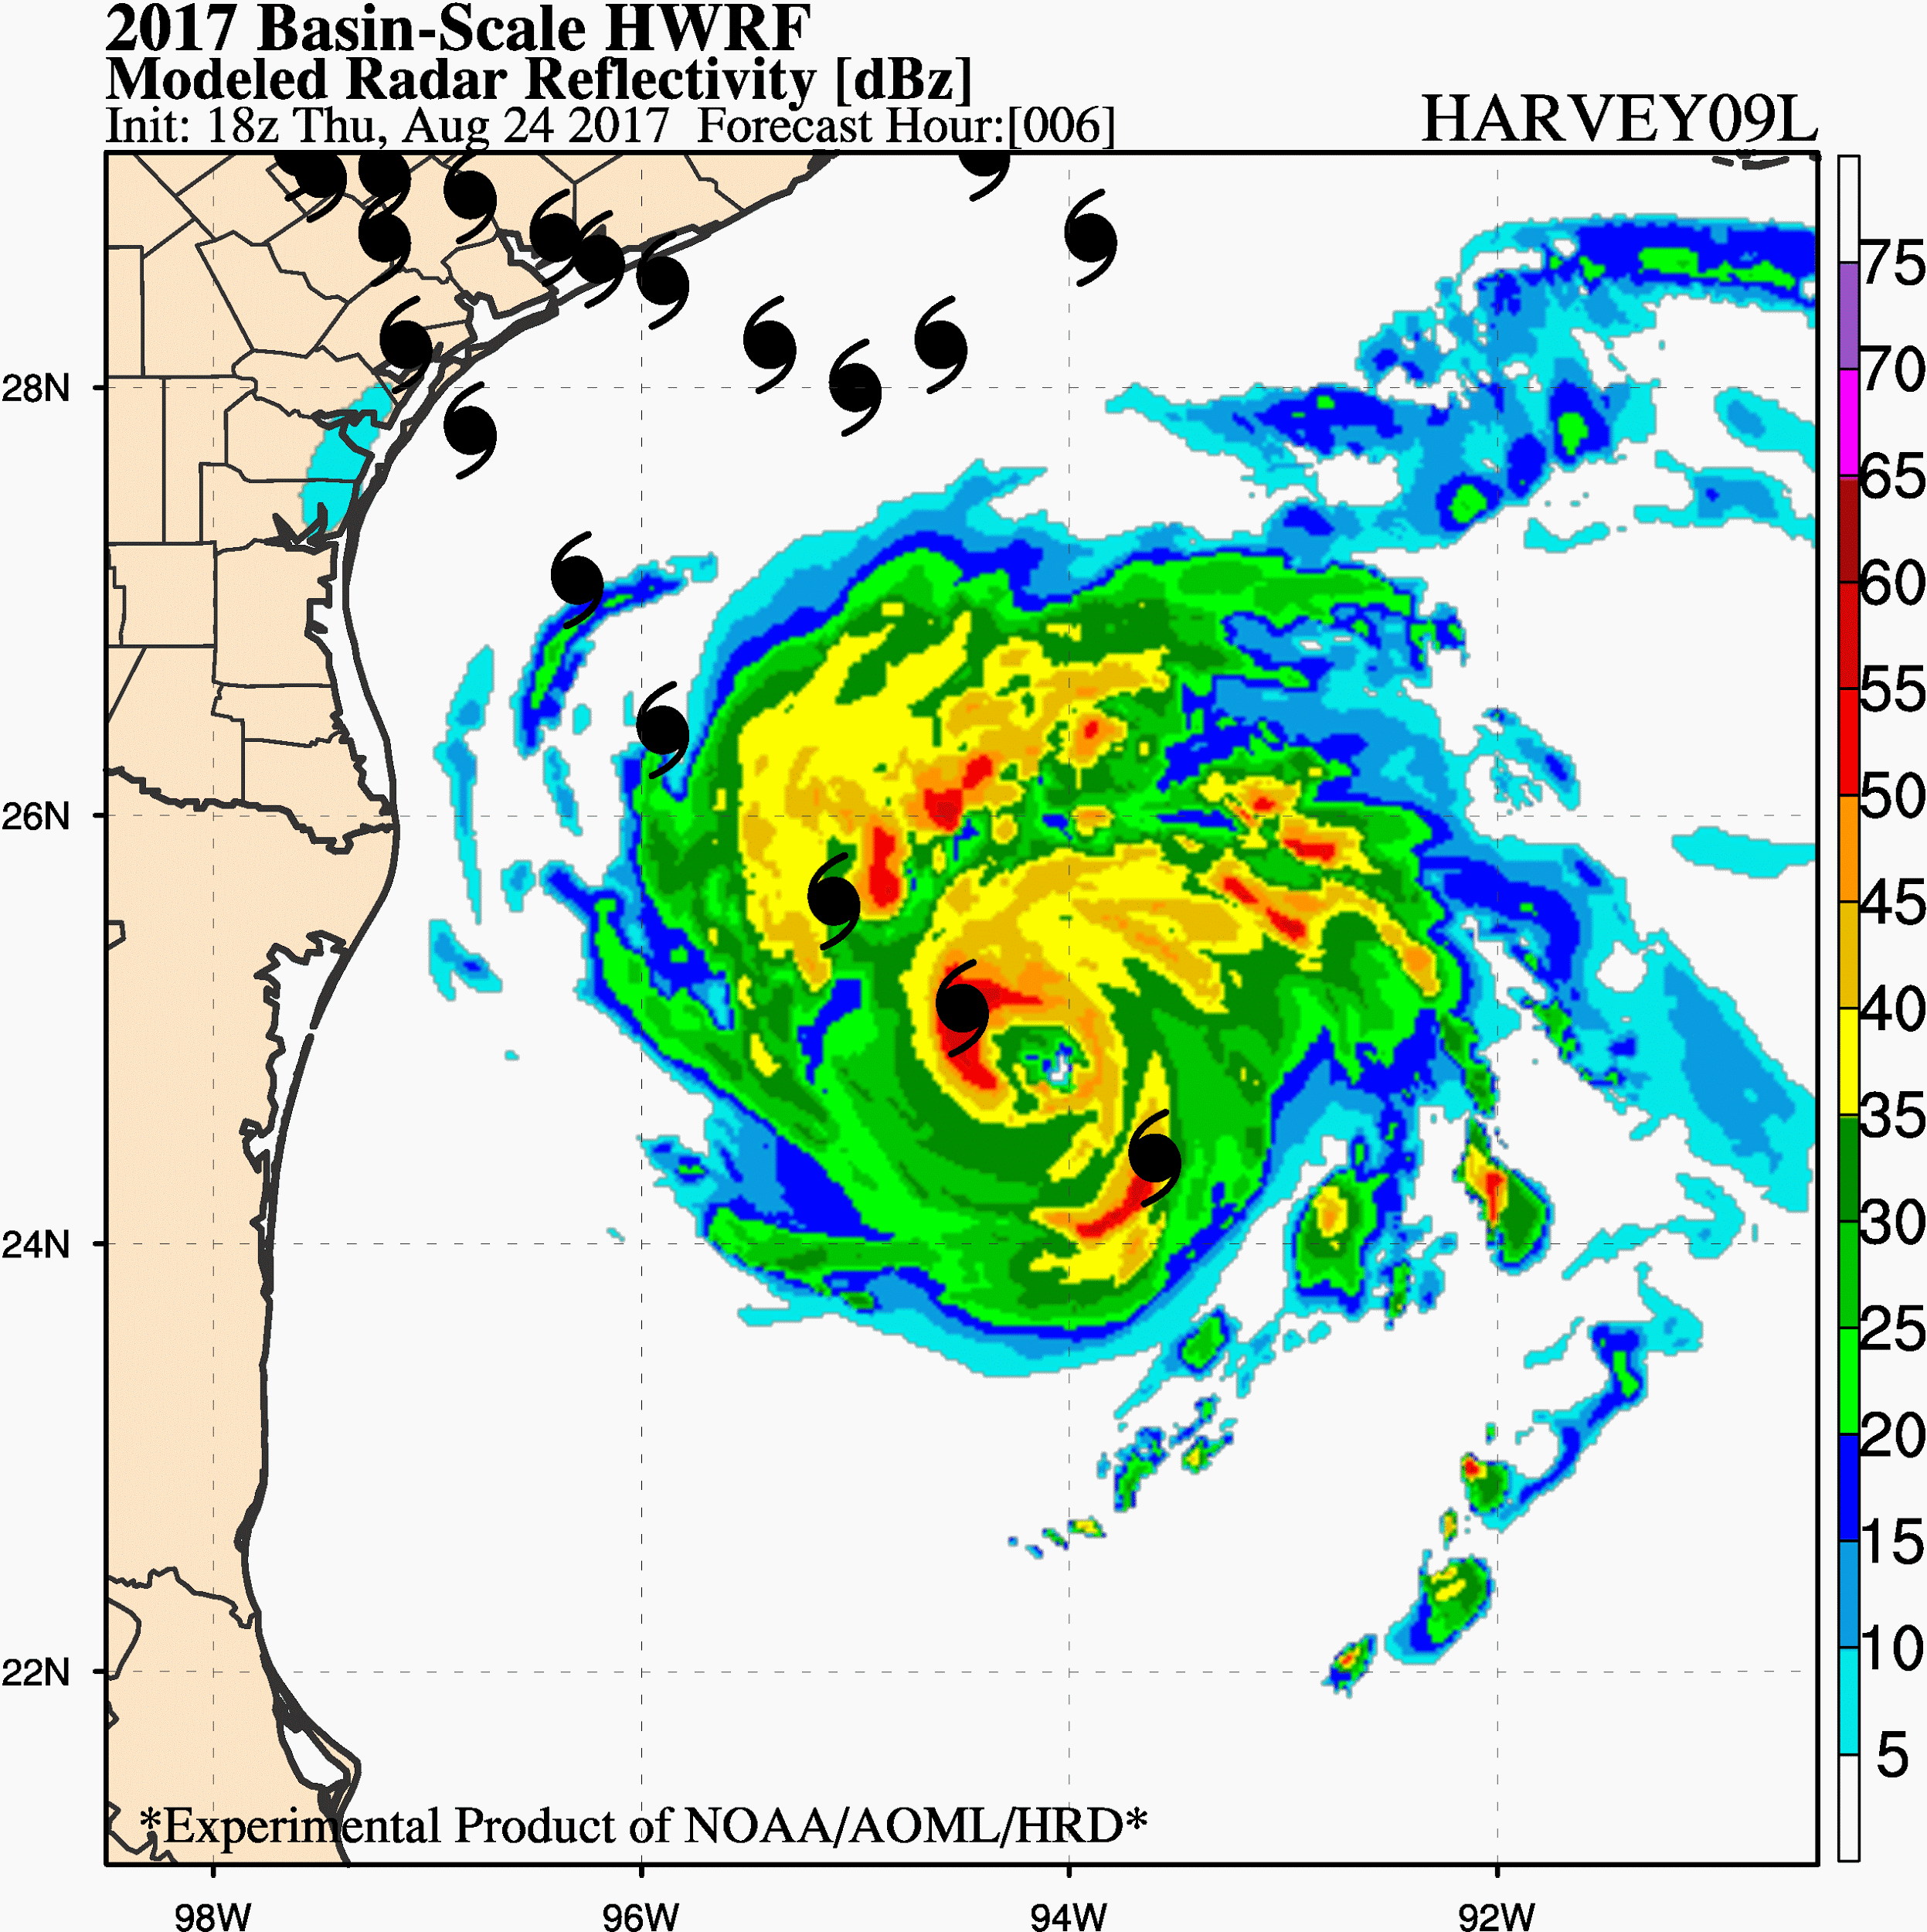 2017 Basin-Scale HWRF
Modeled Radar Reflectivity [dBz]
Init: 18z Thu, Aug 24 2017  Forecast Hour:[006]
HARVEY09L
75
70
65
60
55
50
45
40
35
30
25
20
15
10
5
28N
26N
24N
22N
*Experimental Product of NOAA/AOML/HRD*
98W
96W
94W
92W